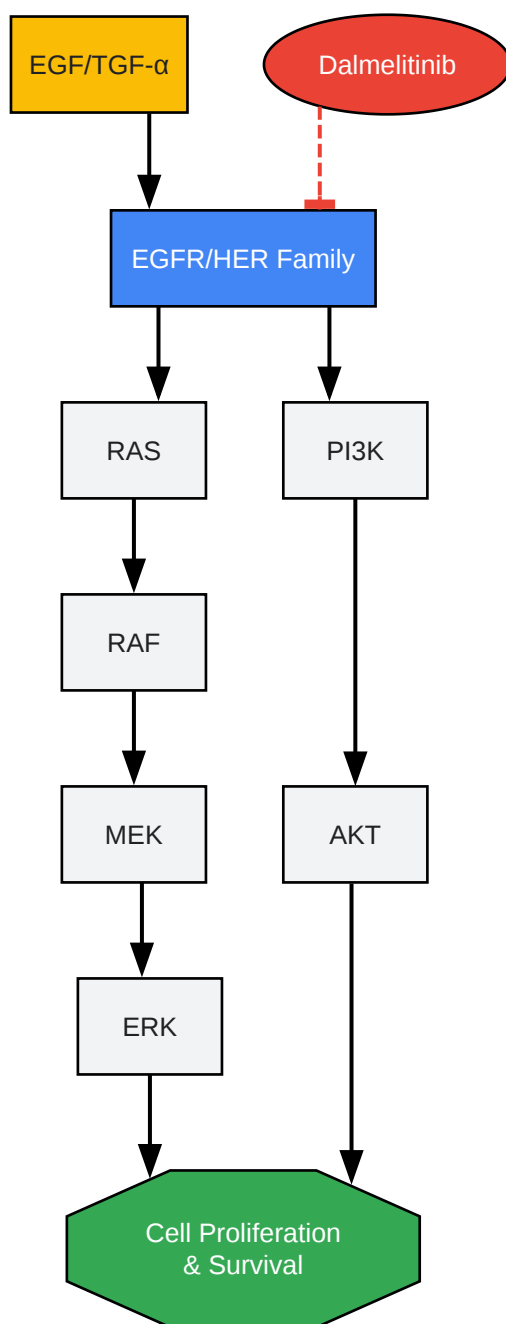 EGF/TGF-α
Dalmelitinib
EGFR/HER Family
RAS
PI3K
RAF
MEK
AKT
ERK
Cell Proliferation
& Survival